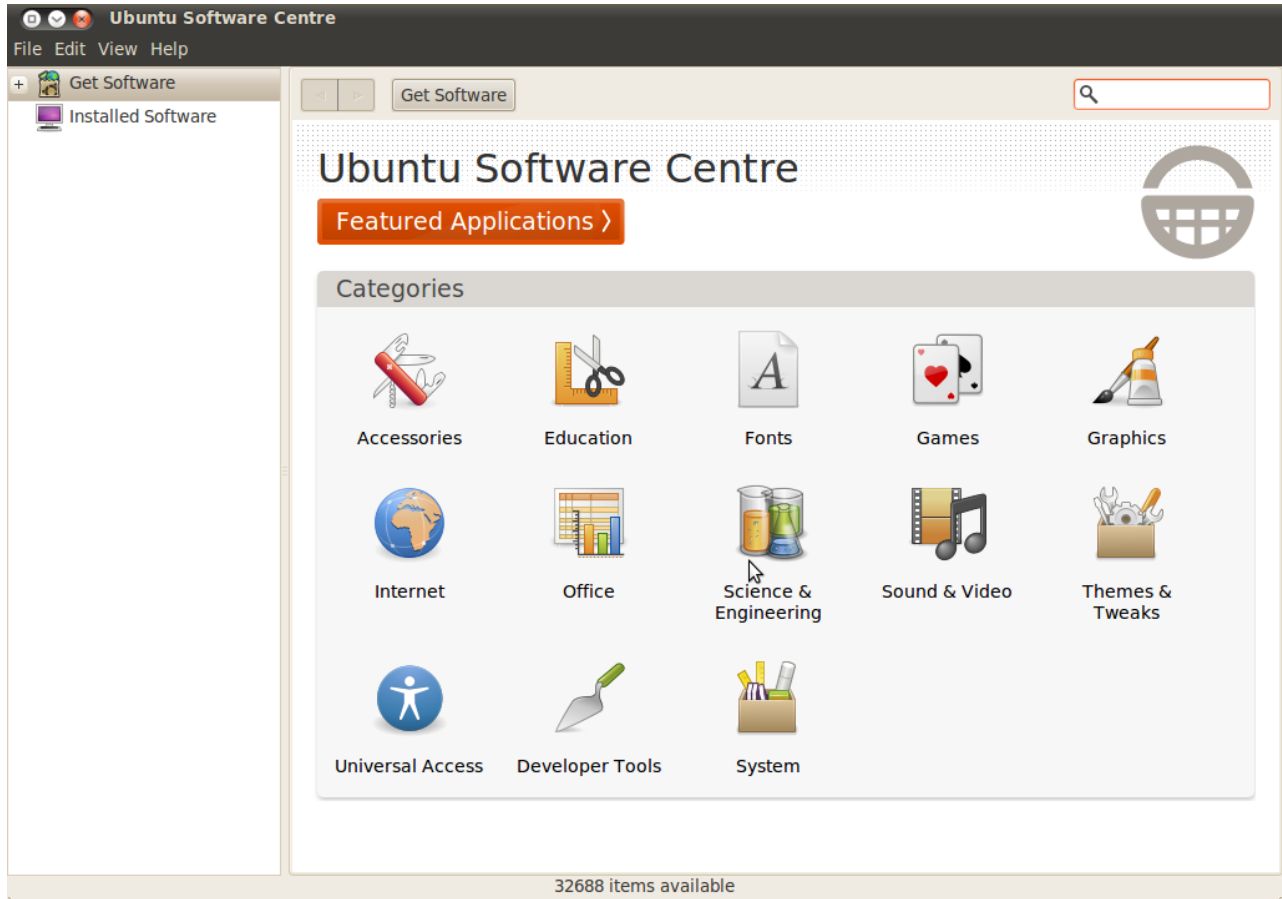 Ubuntu Software Centre
File Edit View Help
Get Software
Installed Software
Get Software
Ubuntu Software Centre
Featured Applications
Categories
Accessories
Education
Fonts
Games
Graphics
Internet
Office
Science &
Engineering
Sound & Video
Themes &
Tweaks
Universal Access
Developer Tools
System
32688 items available